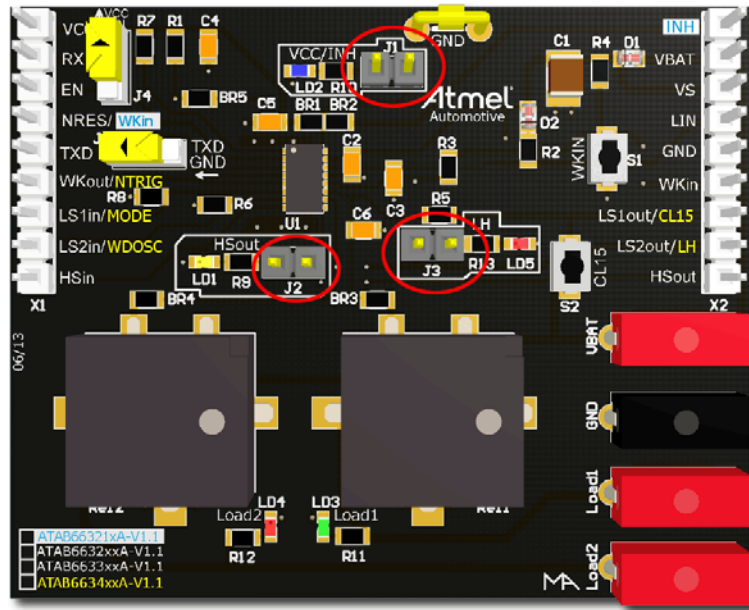 VCC
R7
R1
C4
VCC
INH
RX
VCC/INH
J1
GND
C1
R4
D1
VBAT
EN
J4
BR5
LD2
R10
Atmel
Automotive
VS
NRES/WKin
C5
BR1
BR2
D2
LIN
TXD
TXD
GND
C2
R3
R2
WKIN
S1
GND
WKout/NTRIG
R8
R6
U1
C3
R5
WKin
LS1in/MODE
C6
LH
LS1out/CL15
LS2in/WDOSC
HSout
J3
R13
LD5
CL15
LS2out/LH
HSin
LD1
R9
J2
S2
HSout
X1
BR4
BR3
X2
06/13
VBAT
GND
Load1
Load2
Rel2
Rel1
LD4
LD3
Load2
Load1
R12
R11
ATAB66321xA-V1.1
ATAB6632xxA-V1.1
ATAB6633xxA-V1.1
ATAB6634xxA-V1.1
MA